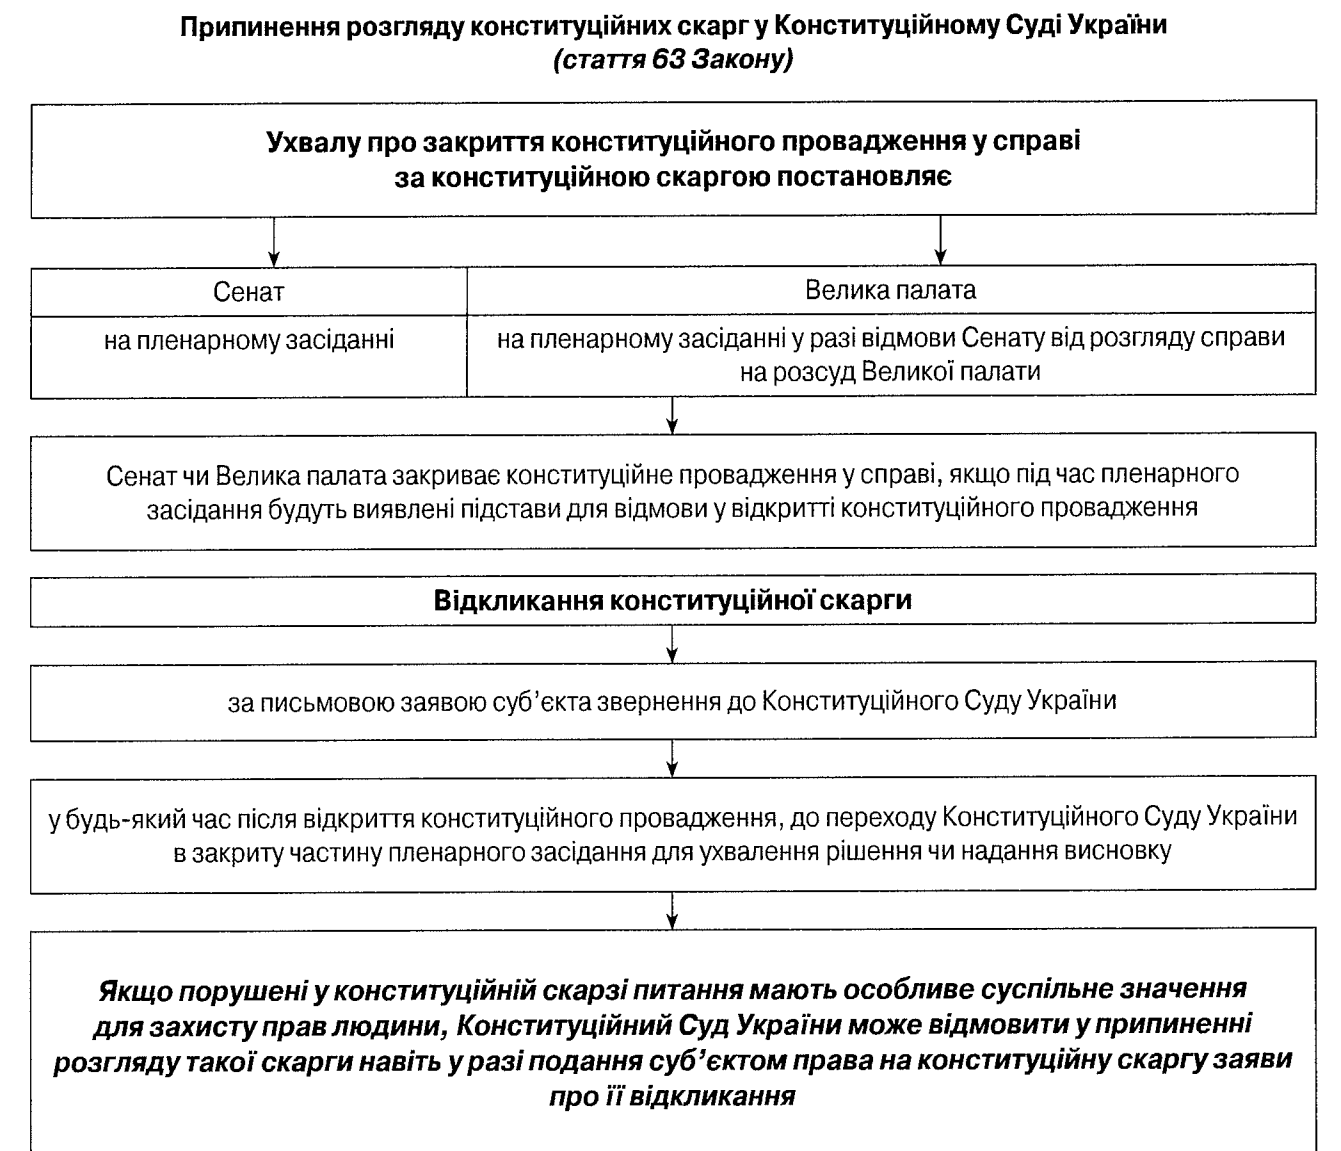 Припинення розгляду конституційних скарг у Конституційному Суді України
(стаття 63 Закону)
Ухвалу про закриття конституційного провадження у справі
за конституційною скаргою постановляє
Сенат
Велика палата
на пленарному засіданні
на пленарному засіданні у разі відмови Сенату від розгляду справи
на розсуд Великої палати
Сенат чи Велика палата закриває конституційне провадження у справі, якщо під час пленарного
засідання будуть виявлені підстави для відмови у відкритті конституційного провадження
Відкликання конституційної скарги
за письмовою заявою суб’єкта звернення до Конституційного Суду України
у будь-який час після відкриття конституційного провадження, до переходу Конституційного Суду України
в закриту частину пленарного засідання для ухвалення рішення чи надання висновку
Якщо порушені у конституційній скарзі питання мають особливе суспільне значення
для захисту прав людини, Конституційний Суд України може відмовити у припиненні
розгляду такої скарги навіть у разі подання суб’єктом права на конституційну скаргу заяви
про її відкликання